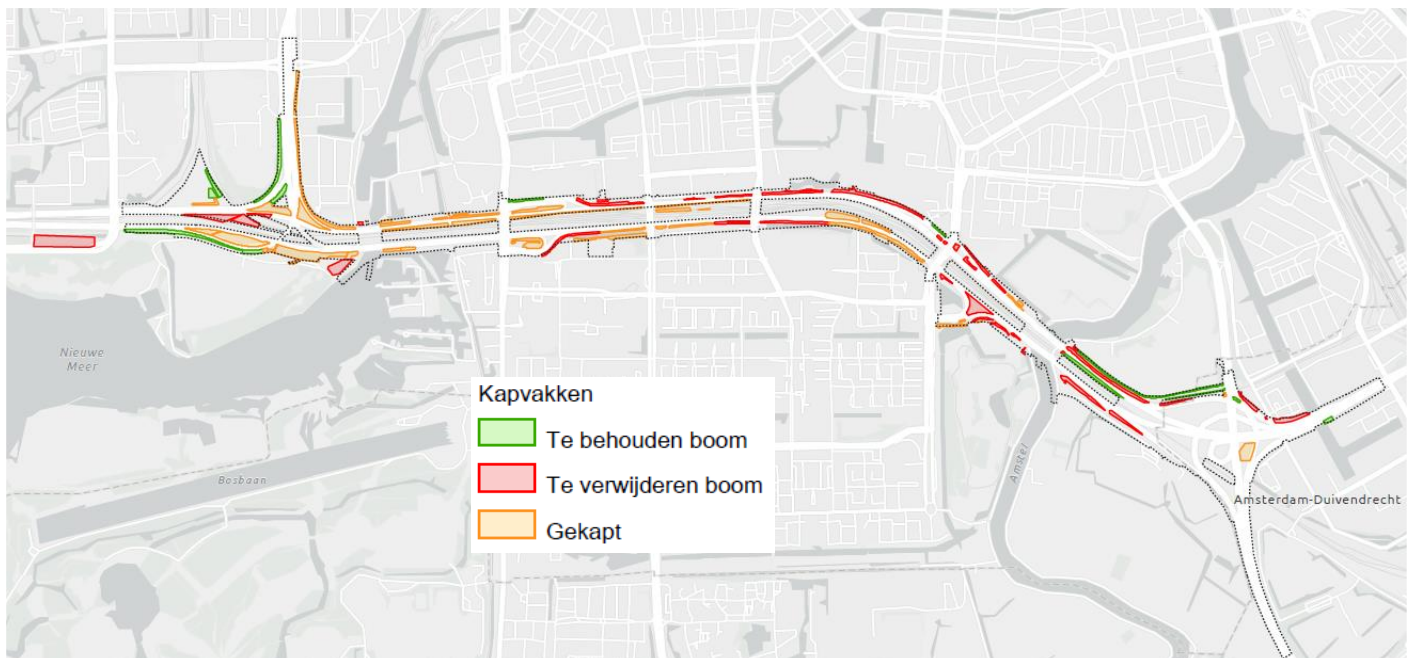 Nieuwe
Meer
Bosbaan
Kapvakken
Te behouden boom
Te verwijderen boom
Gekapt
Amstel
Amsterdam-Duivendrecht